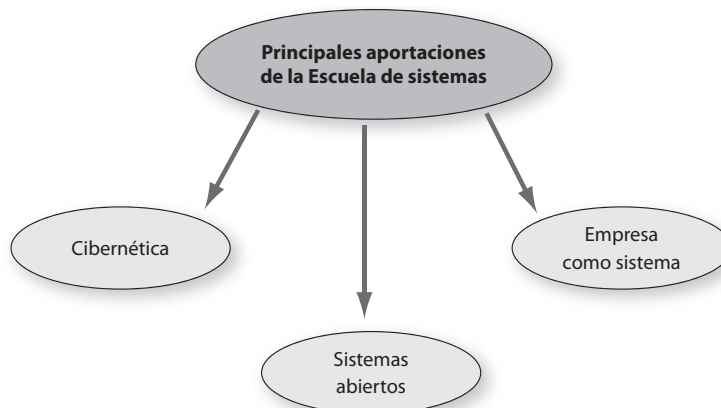 Principales aportaciones
de la Escuela de sistemas
Cibernética
Empresa
como sistema
Sistemas
abiertos